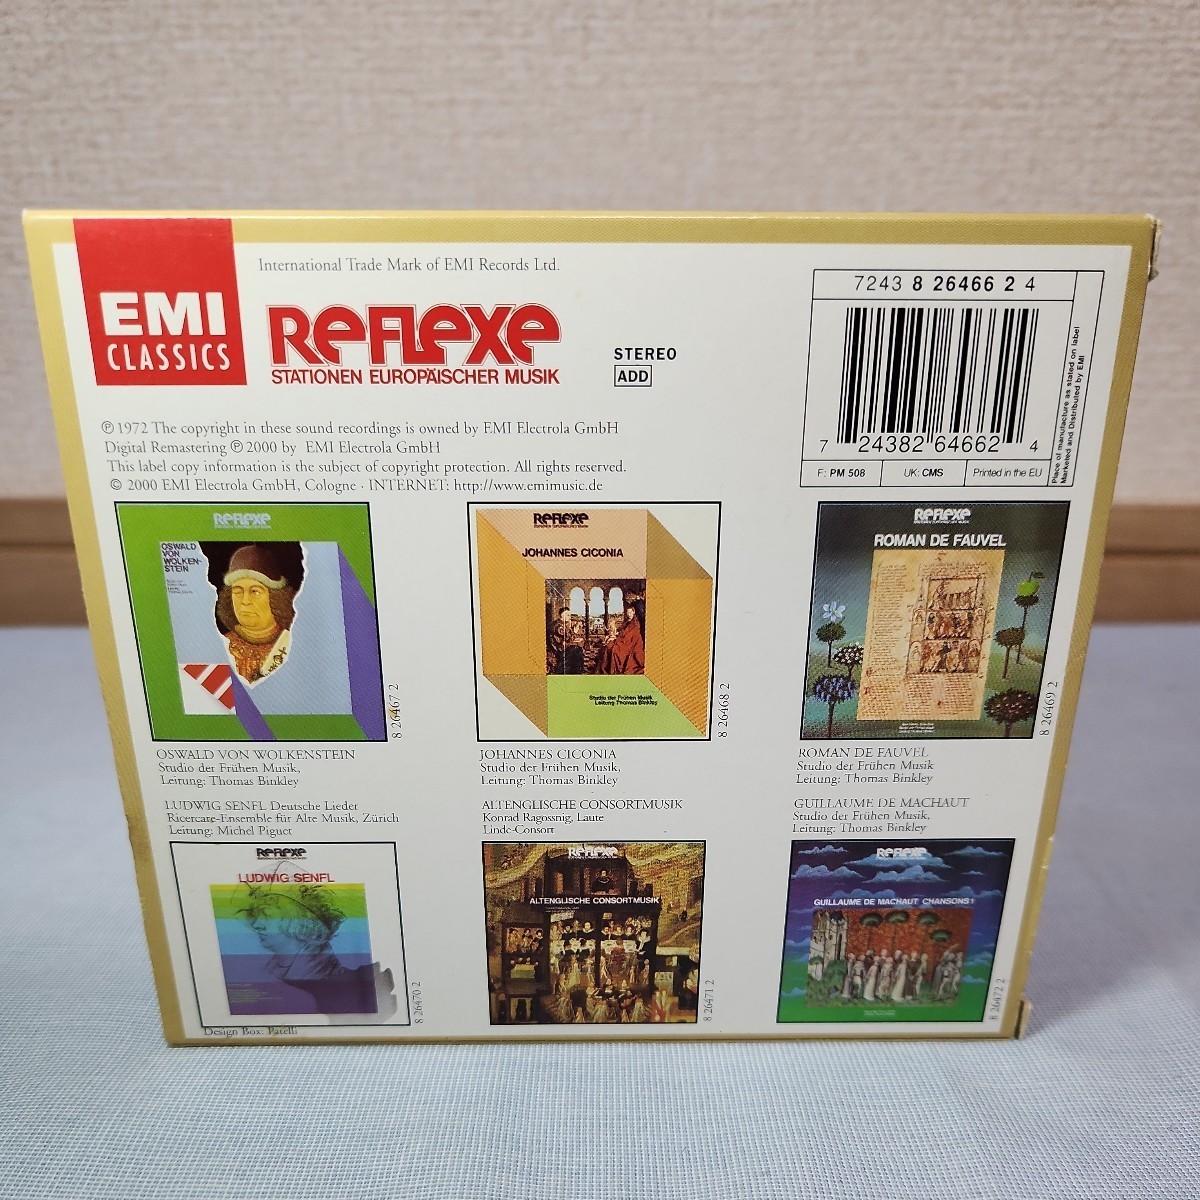 EMI
CLASSICS
International Trade Mark of EMI Records Ltd.
REFLEXE
STATIONEN EUROPÄISCHER MUSIK
STEREO
ADD
7243 8 26466 2 4
7 24382 64662 4
F: PM 508
UK: CMS
Printed in the EU
Place of manufacture as stated on label
Marketed and Distributed by EMI
℗ 1972 The copyright in these sound recordings is owned by EMI Electrola GmbH
Digital Remastering ℗ 2000 by EMI Electrola GmbH
This label copy information is the subject of copyright protection. All rights reserved.
© 2000 EMI Electrola GmbH, Cologne · INTERNET: http://www.emimusic.de
REFLEXE
OSWALD
VON
WOLKEN-
STEIN
8 26467 2
REFLEXE
JOHANNES CICONIA
Studio der Frühen Musik
Leitung Thomas Binkley
8 26468 2
REFLEXE
ROMAN DE FAUVEL
8 26469 2
OSWALD VON WOLKENSTEIN
Studio der Frühen Musik,
Leitung: Thomas Binkley
JOHANNES CICONIA
Studio der Frühen Musik,
Leitung: Thomas Binkley
ROMAN DE FAUVEL
Studio der Frühen Musik
Leitung: Thomas Binkley
LUDWIG SENFL Deutsche Lieder
Ricercare-Ensemble für Alte Musik, Zürich
Leitung: Michel Piguet
ALTENGLISCHE CONSORTMUSIK
Konrad Ragossnig, Laute
Linde-Consort
GUILLAUME DE MACHAUT
Studio der Frühen Musik,
Leitung: Thomas Binkley
REFLEXE
LUDWIG SENFL
8 26470 2
REFLEXE
ALTENGLISCHE CONSORTMUSIK
8 26471 2
REFLEXE
GUILLAUME DE MACHAUT CHANSONS 1
8 26472 2
Design Box: Patelli